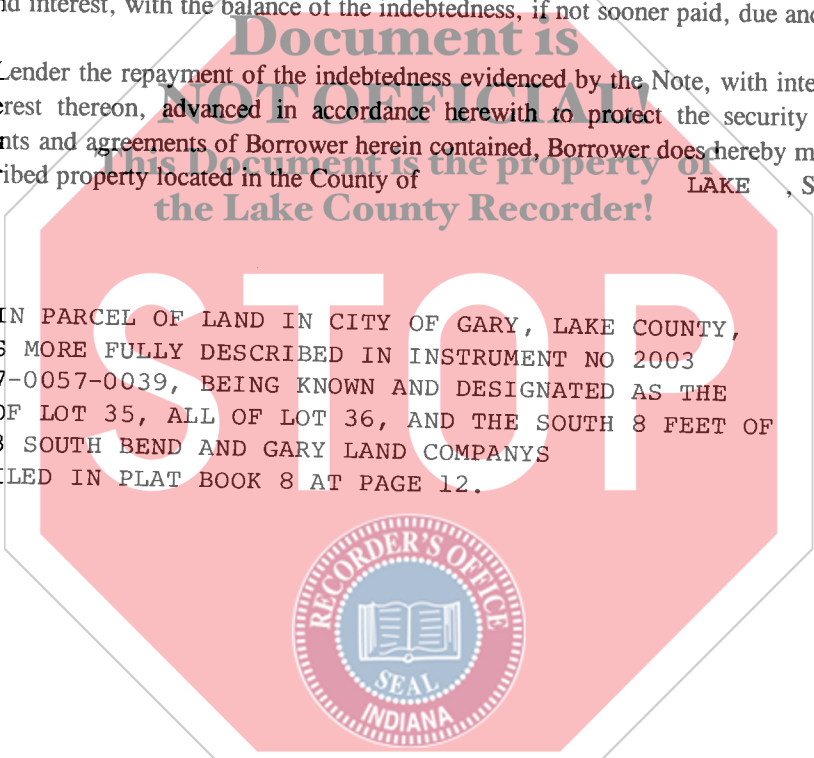 nd interest, with the balance of the indebtedness, if not sooner paid, due and
Document is
Lender the repayment of the indebtedness evidenced by the Note, with inte
NOT OFFICIAL!
erest thereon, advanced in accordance herewith to protect the security
nts and agreements of Borrower herein contained, Borrower does hereby m
This Document is the property of
ribed property located in the County of LAKE , S
the Lake County Recorder!
STOP
IN PARCEL OF LAND IN CITY OF GARY, LAKE COUNTY,
S MORE FULLY DESCRIBED IN INSTRUMENT NO 2003
7-0057-0039, BEING KNOWN AND DESIGNATED AS THE
OF LOT 35, ALL OF LOT 36, AND THE SOUTH 8 FEET OF
3 SOUTH BEND AND GARY LAND COMPANYS
ILED IN PLAT BOOK 8 AT PAGE 12.
RECORDER'S OFFICE
SEAL
INDIANA